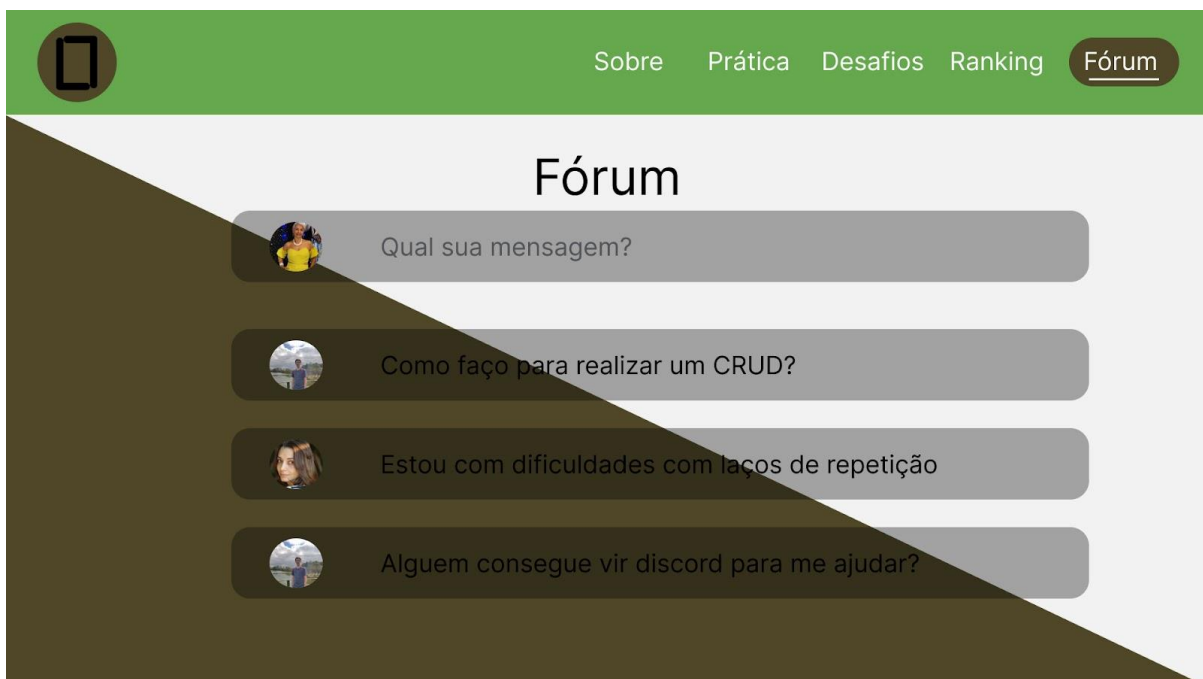 Sobre Prática Desafios Ranking Fórum
Fórum
Qual sua mensagem?
Como faço para realizar um CRUD?
Estou com dificuldades com laços de repetição
Alguem consegue vir discord para me ajudar?